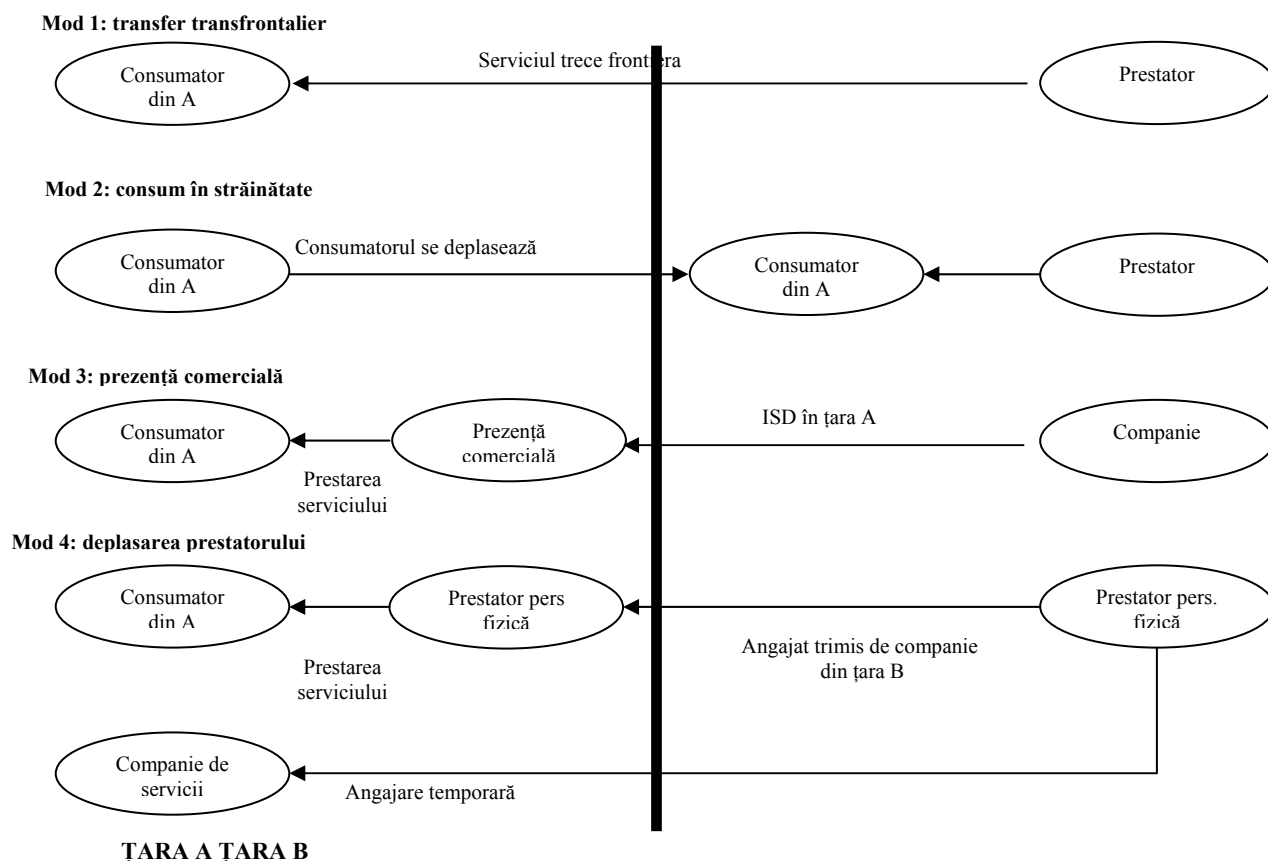 Mod 1: transfer transfrontalier
Serviciul trece frontiera
Consumator
din A
Prestator
Mod 2: consum în străinătate
Consumatorul se deplasează
Consumator
din A
Consumator
din A
Prestator
Mod 3: prezență comercială
ISD în țara A
Consumator
din A
Prezență
comercială
Companie
Prestarea
serviciului
Mod 4: deplasarea prestatorului
Consumator
din A
Prestator pers
fizică
Prestator pers.
fizică
Angajat trimis de companie
din țara B
Prestarea
serviciului
Companie de
servicii
Angajare temporară
ȚARA A ȚARA B